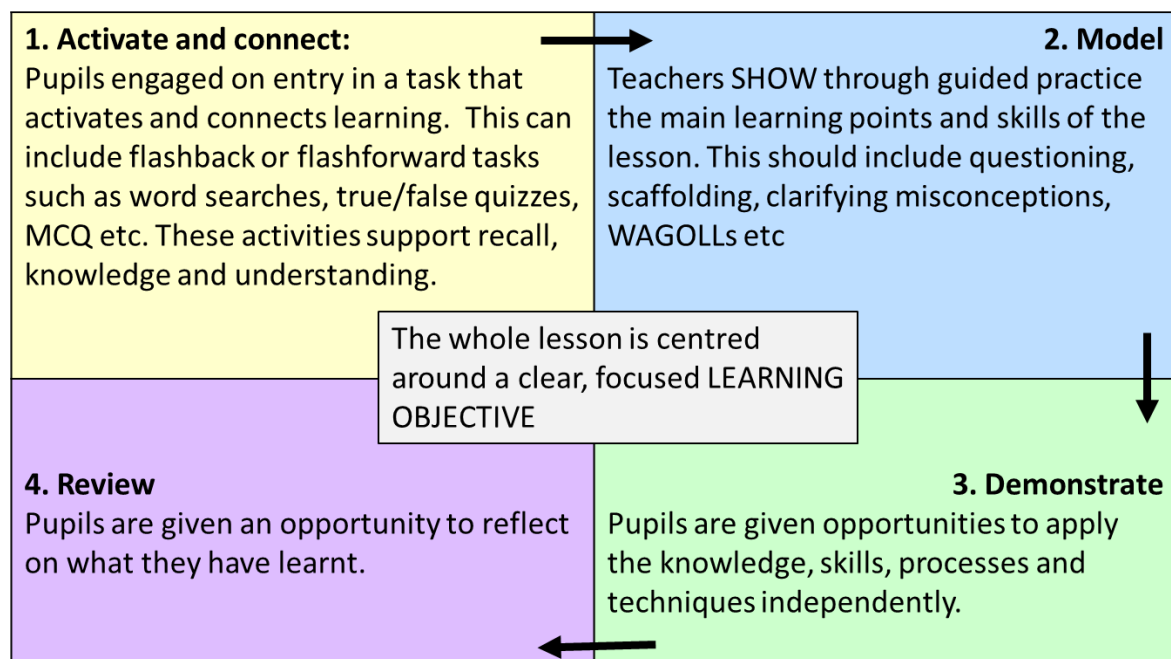 1. Activate and connect:
Pupils engaged on entry in a task that
activates and connects learning.  This can
include flashback or flashforward tasks
such as word searches, true/false quizzes,
MCQ etc. These activities support recall,
knowledge and understanding.
2. Model
Teachers SHOW through guided practice
the main learning points and skills of the
lesson. This should include questioning,
scaffolding, clarifying misconceptions,
WAGOLLs etc
The whole lesson is centred
around a clear, focused LEARNING
OBJECTIVE
3. Demonstrate
Pupils are given opportunities to apply
the knowledge, skills, processes and
techniques independently.
4. Review
Pupils are given an opportunity to reflect
on what they have learnt.